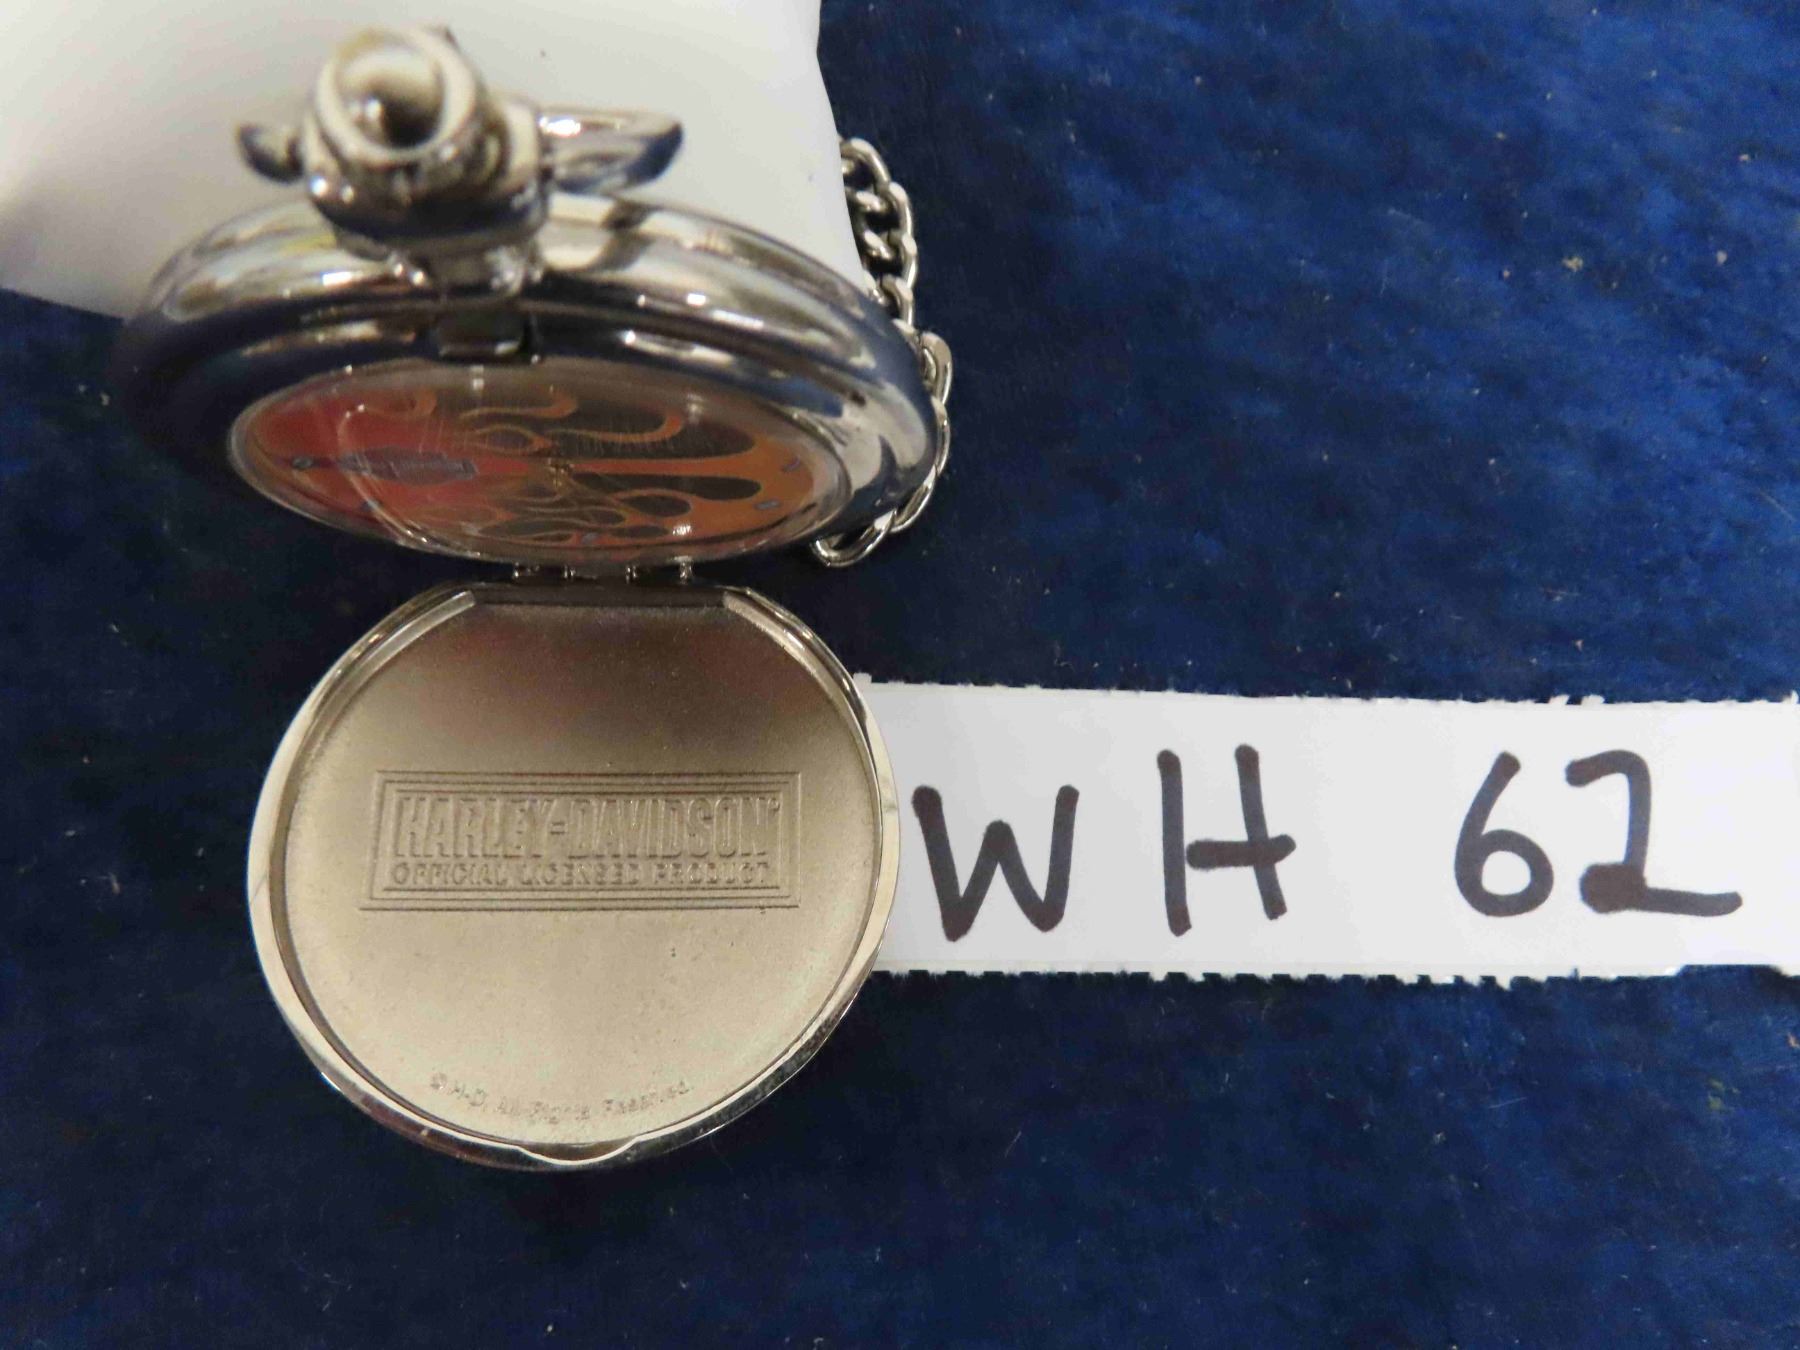 HARLEY-DAVIDSON®
OFFICIAL LICENSED PRODUCT
© H-D. All Rights Reserved.
WH 62